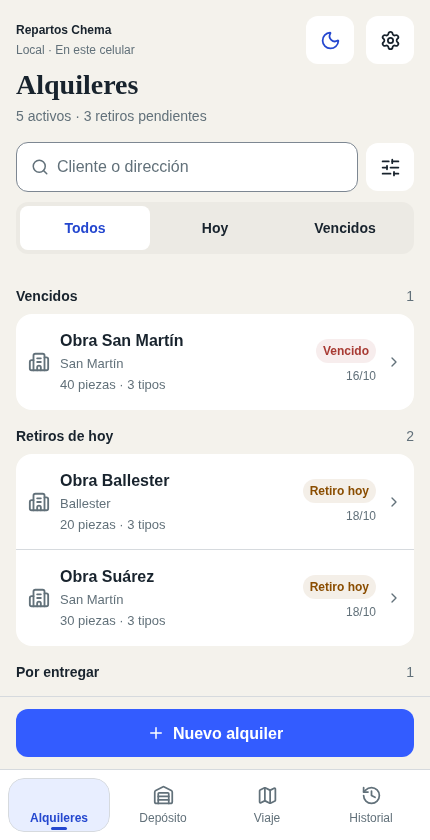 Repartos Chema
Local · En este celular
Alquileres
5 activos · 3 retiros pendientes
Cliente o dirección
Todos Hoy Vencidos
Vencidos 1
Obra San Martín
Vencido
San Martín
16/10
40 piezas · 3 tipos
Retiros de hoy 2
Obra Ballester
Retiro hoy
Ballester
18/10
20 piezas · 3 tipos
Obra Suárez
Retiro hoy
San Martín
18/10
30 piezas · 3 tipos
Por entregar 1
Nuevo alquiler
Alquileres Depósito Viaje Historial